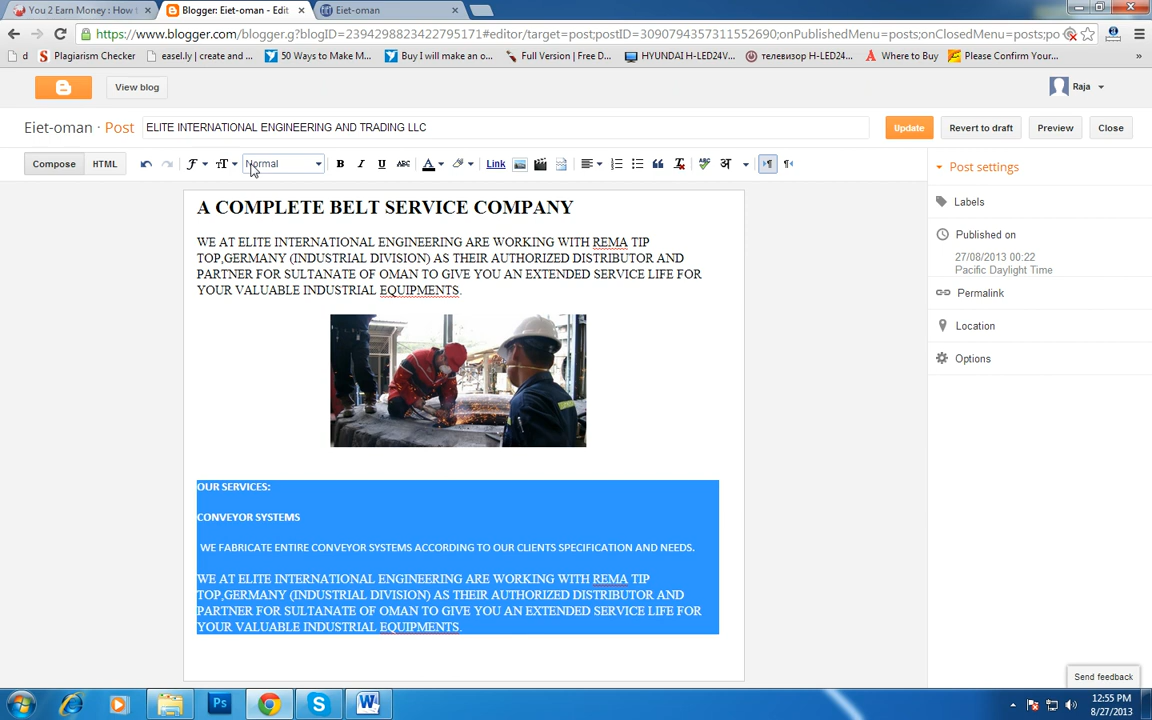 You 2 Earn Money : How
Blogger: Eiet-oman - Edit
Eiet-oman
https://www.blogger.com/blogger.g?blogID=2394298823422795171#editor/target=post;postID=3090794357311552690;onPublishedMenu=posts;onClosedMenu=posts;po
d
Plagiarism Checker
easel.ly | create and ...
50 Ways to Make M...
Buy I will make an o...
Full Version | Free D...
HYUNDAI H-LED24V...
телевизор H-LED24...
Where to Buy
Please Confirm Your...
»
View blog
Raja
Eiet-oman · Post
ELITE INTERNATIONAL ENGINEERING AND TRADING LLC
Update
Revert to draft
Preview
Close
Compose
HTML
Normal
B
I
U
ABC
A
Link
अ
Post settings
Labels
Published on
27/08/2013 00:22
Pacific Daylight Time
Permalink
Location
Options
A COMPLETE BELT SERVICE COMPANY
WE AT ELITE INTERNATIONAL ENGINEERING ARE WORKING WITH REMA TIP
TOP,GERMANY (INDUSTRIAL DIVISION) AS THEIR AUTHORIZED DISTRIBUTOR AND
PARTNER FOR SULTANATE OF OMAN TO GIVE YOU AN EXTENDED SERVICE LIFE FOR
YOUR VALUABLE INDUSTRIAL EQUIPMENTS.
OUR SERVICES:
CONVEYOR SYSTEMS
WE FABRICATE ENTIRE CONVEYOR SYSTEMS ACCORDING TO OUR CLIENTS SPECIFICATION AND NEEDS.
WE AT ELITE INTERNATIONAL ENGINEERING ARE WORKING WITH REMA TIP
TOP,GERMANY (INDUSTRIAL DIVISION) AS THEIR AUTHORIZED DISTRIBUTOR AND
PARTNER FOR SULTANATE OF OMAN TO GIVE YOU AN EXTENDED SERVICE LIFE FOR
YOUR VALUABLE INDUSTRIAL EQUIPMENTS.
Send feedback
Ps
12:55 PM
8/27/2013